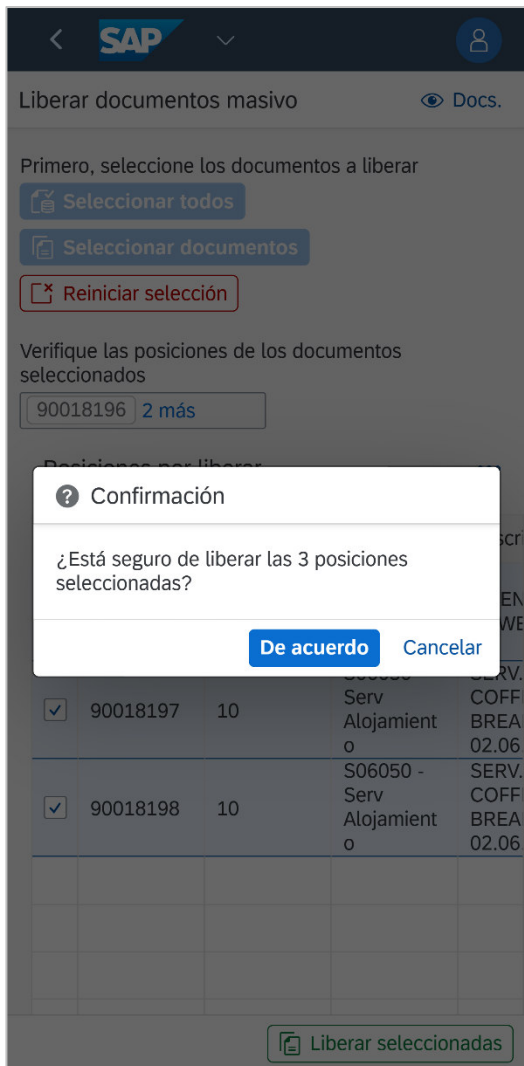 SAP
Liberar documentos masivo
Docs.
Primero, seleccione los documentos a liberar
Seleccionar todos
Seleccionar documentos
Reiniciar selección
Verifique las posiciones de los documentos
seleccionados
90018196 2 más
Posiciones por liberar
Confirmación
¿Está seguro de liberar las 3 posiciones
seleccionadas?
De acuerdo Cancelar
90018197 10 Serv SERV.
COFF
Alojamient BREA
o 02.06
S06050 - SERV.
Serv COFF
90018198 10 Alojamient BREA
o 02.06
Liberar seleccionadas